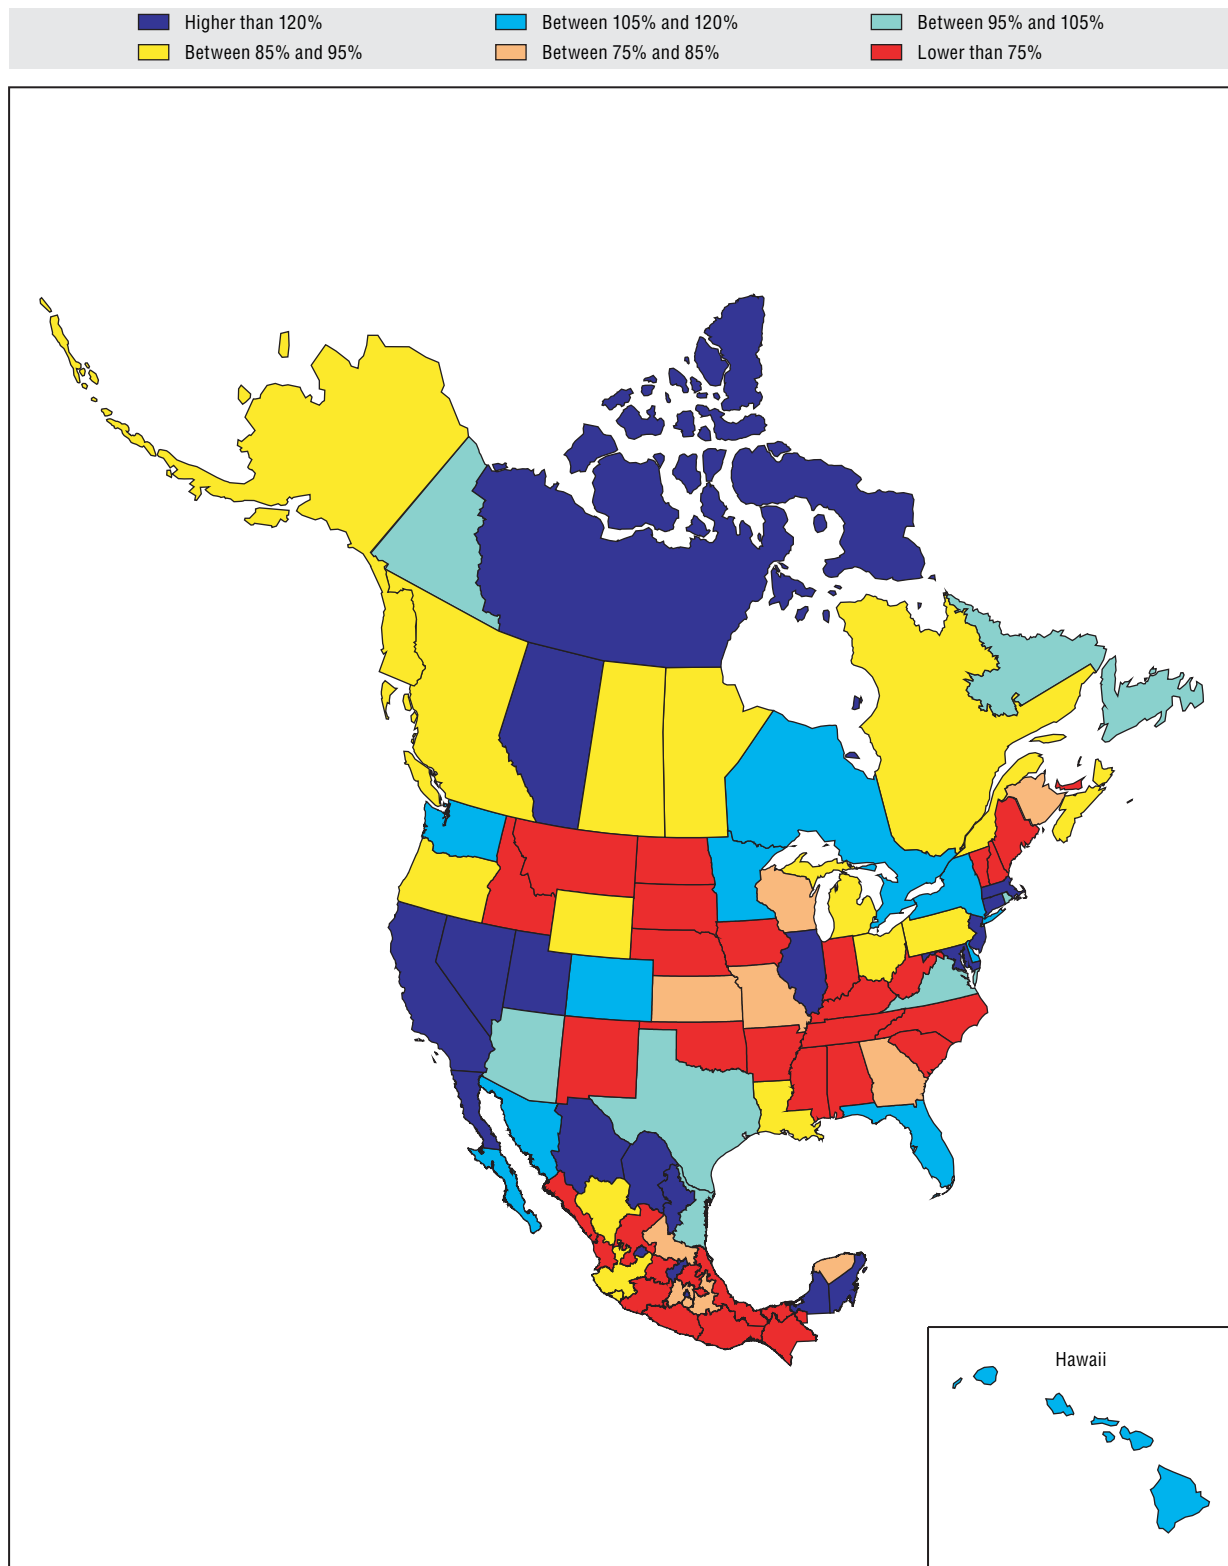 Higher than 120%
Between 105% and 120%
Between 95% and 105%
Between 85% and 95%
Between 75% and 85%
Lower than 75%
Hawaii